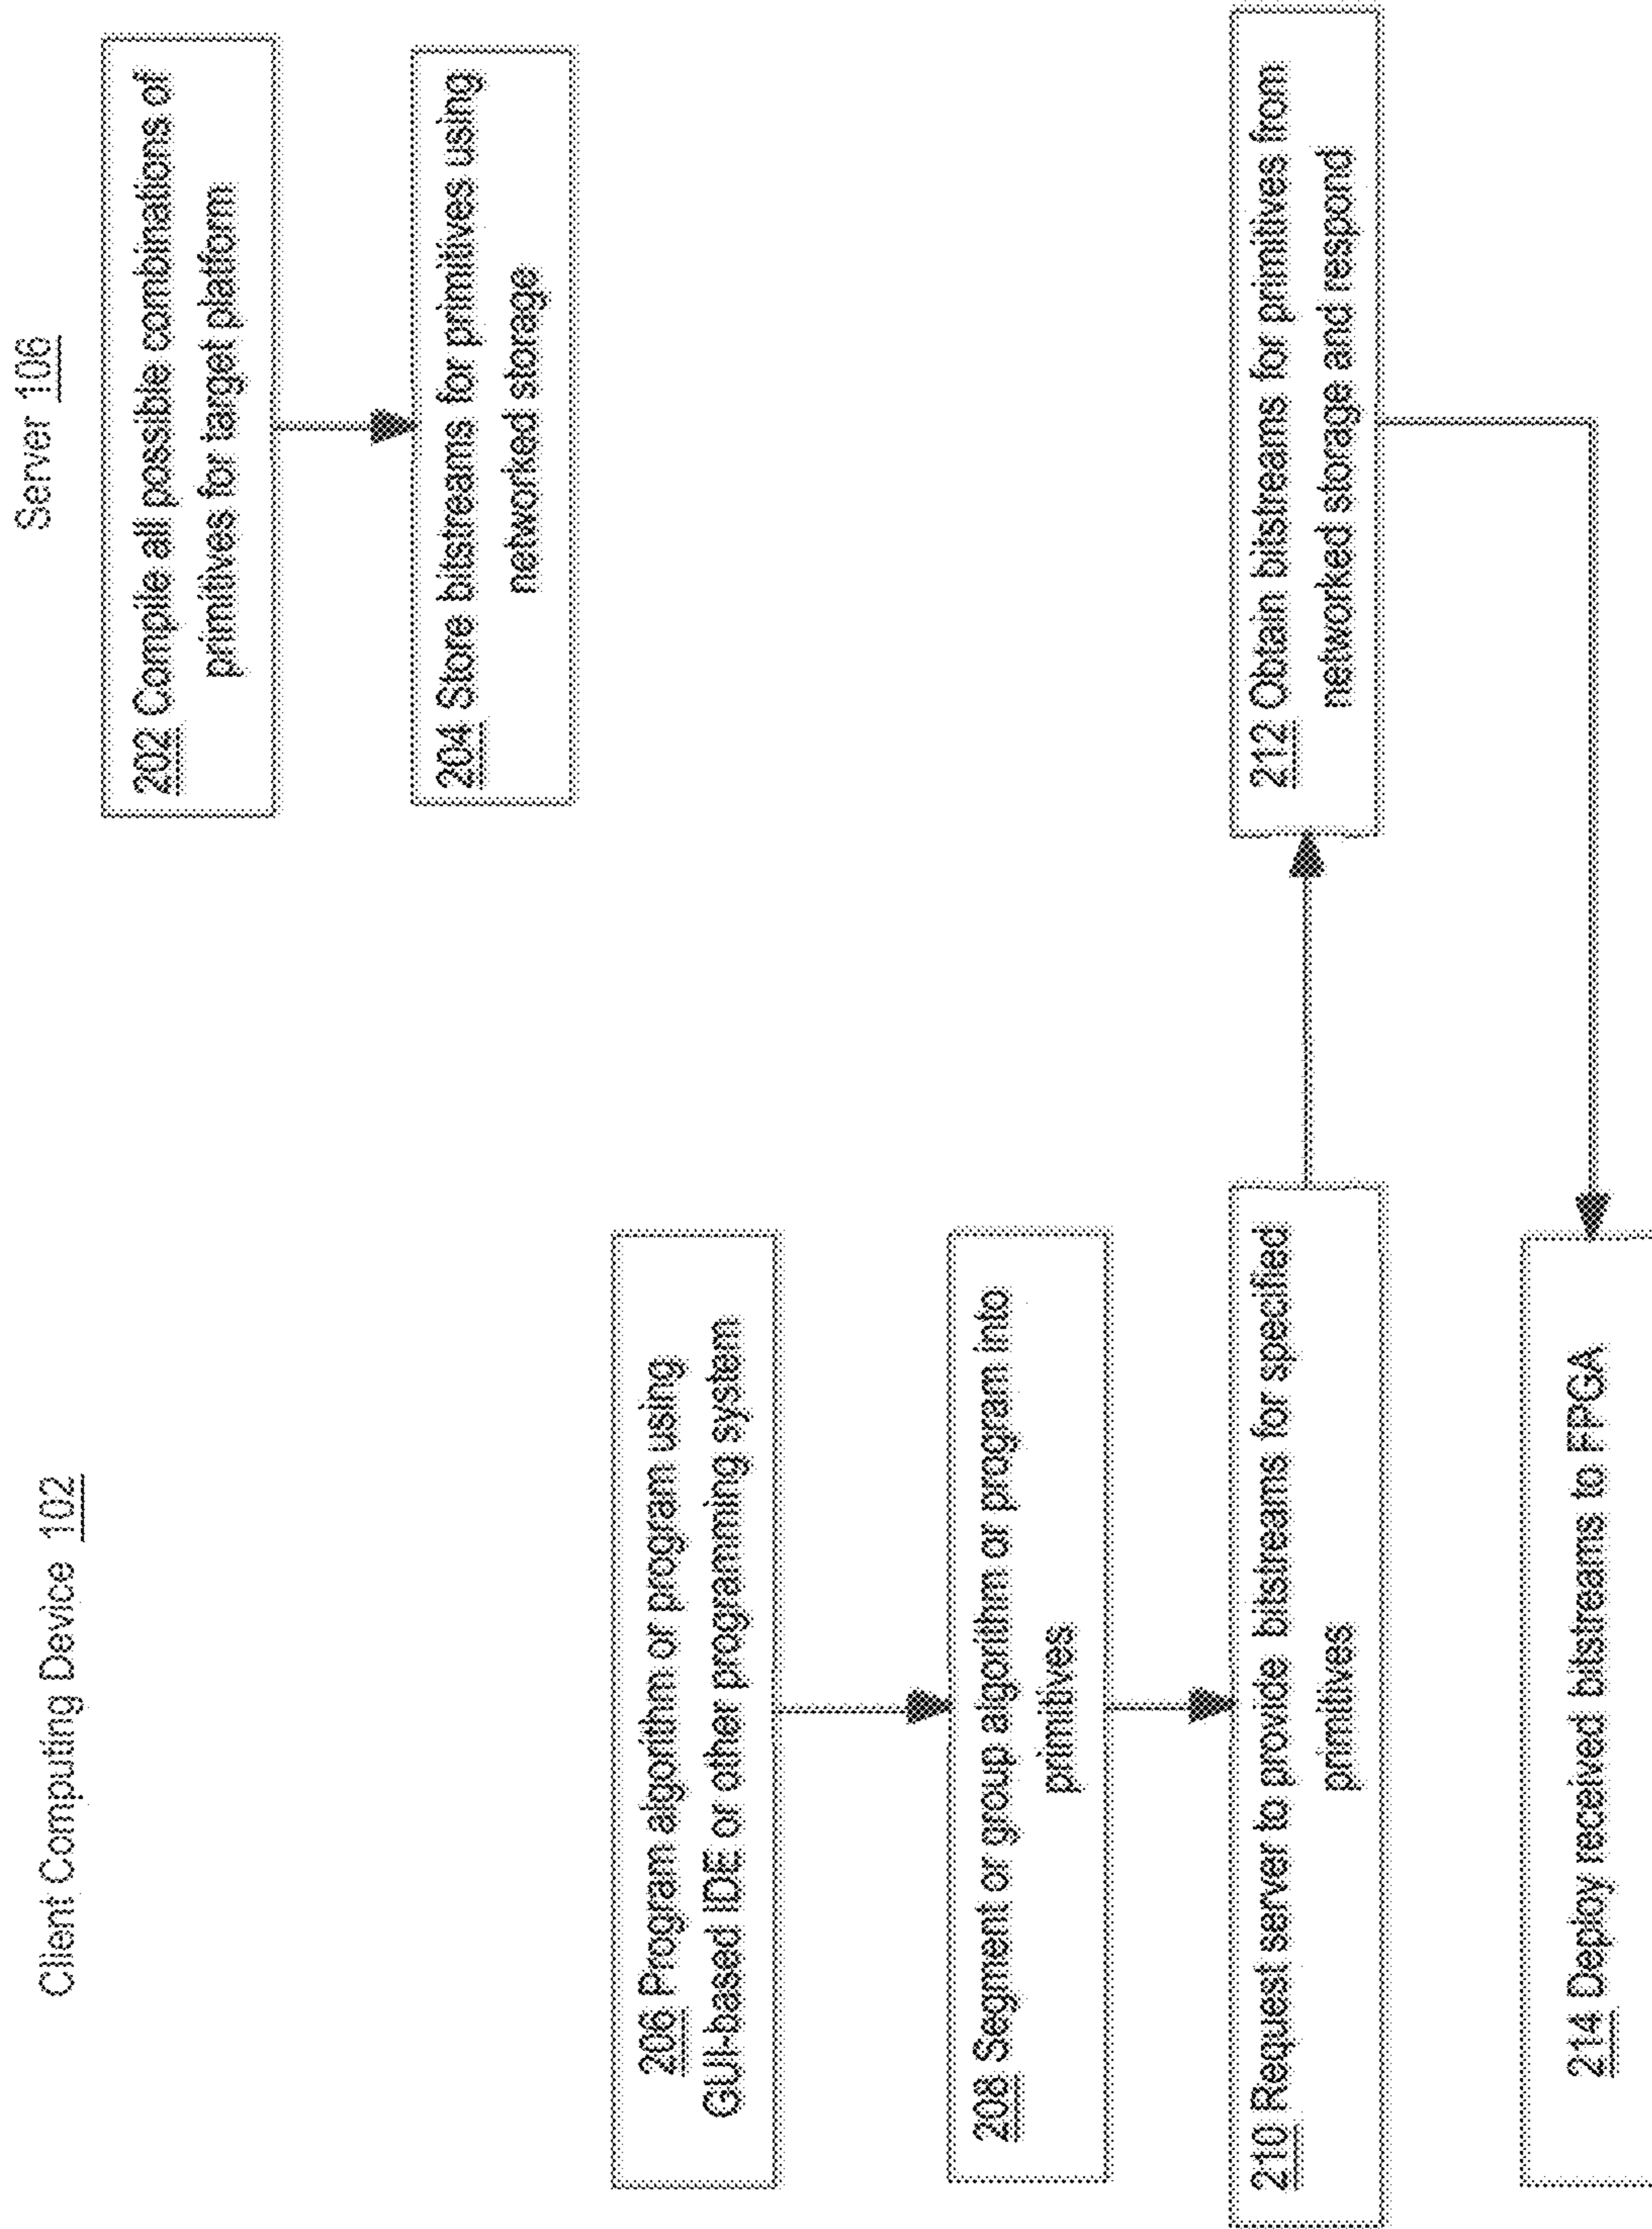 Client Computing Device 102
Server 106
202 Compile all possible combinations of
primitives for target platform
204 Store bitstreams for primitives using
networked storage
206 Program algorithm or program using
GUI-based IDE or other programming system
208 Segment or group algorithm or program into
primitives
210 Request server to provide bitstreams for specified
primitives
212 Obtain bitstreams for primitives from
networked storage and respond
214 Deploy received bitstreams to FPGA